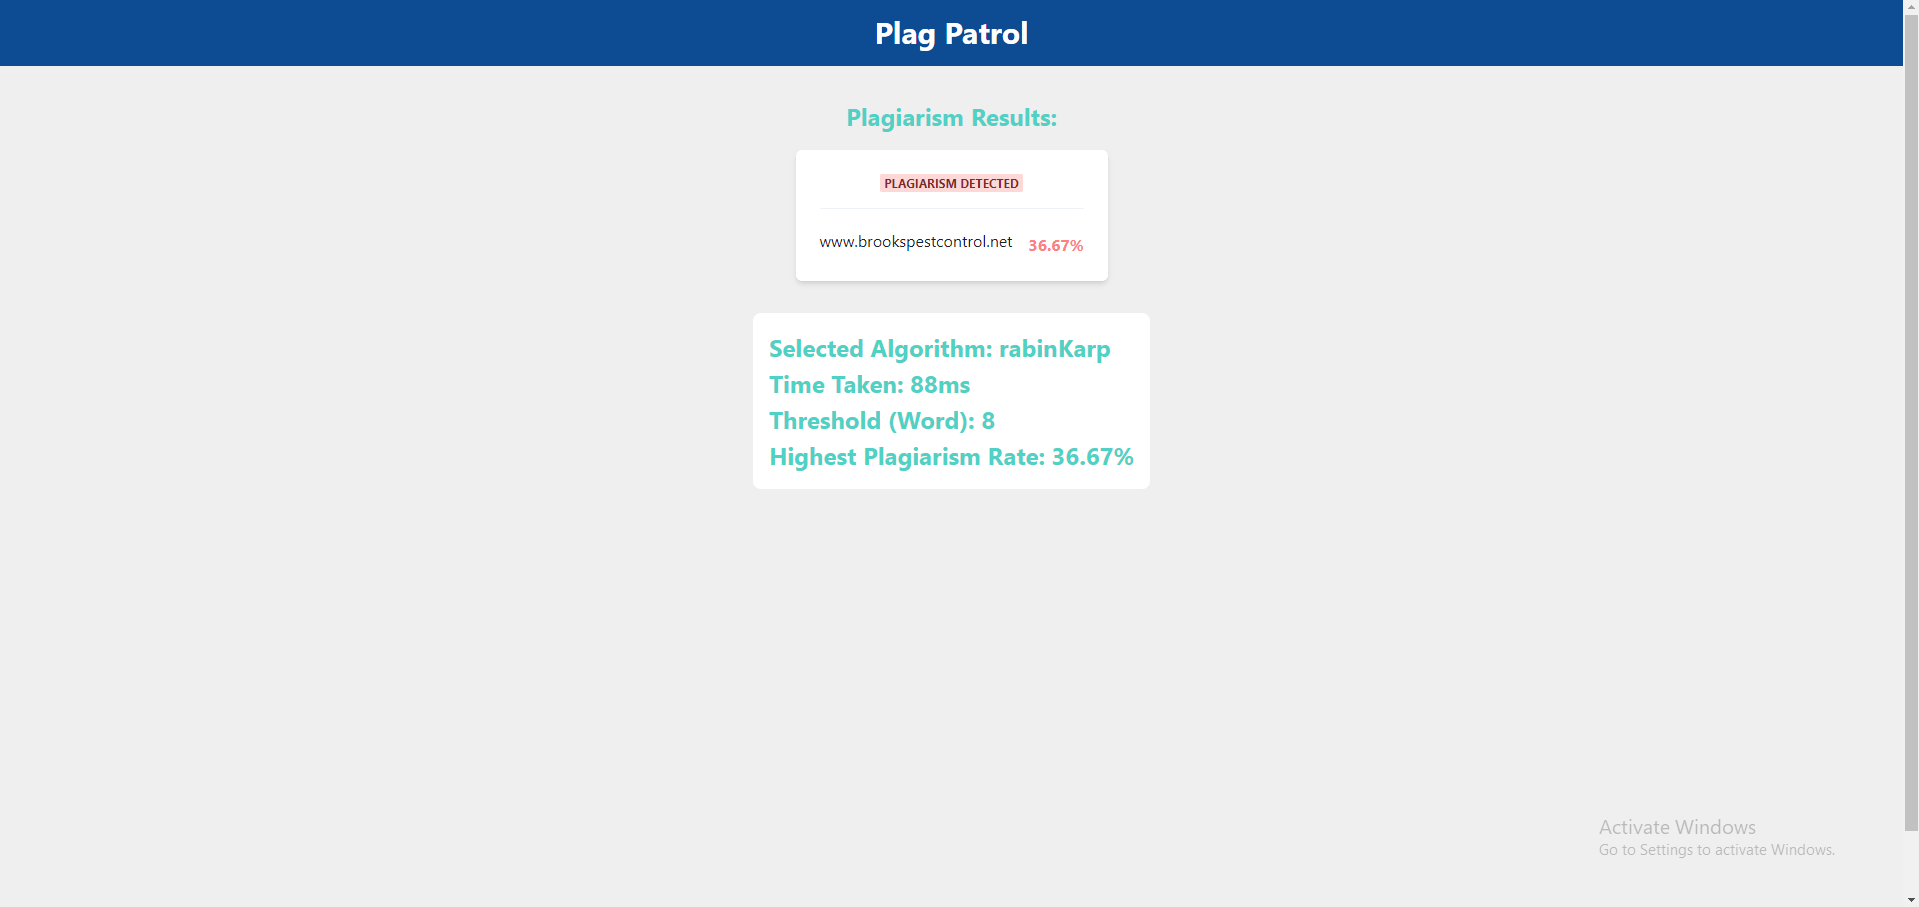 Plag Patrol
Plagiarism Results:
PLAGIARISM DETECTED
www.brookspestcontrol.net 36.67%
Selected Algorithm: rabinKarp
Time Taken: 88ms
Threshold (Word): 8
Highest Plagiarism Rate: 36.67%
Activate Windows
Go to Settings to activate Windows.